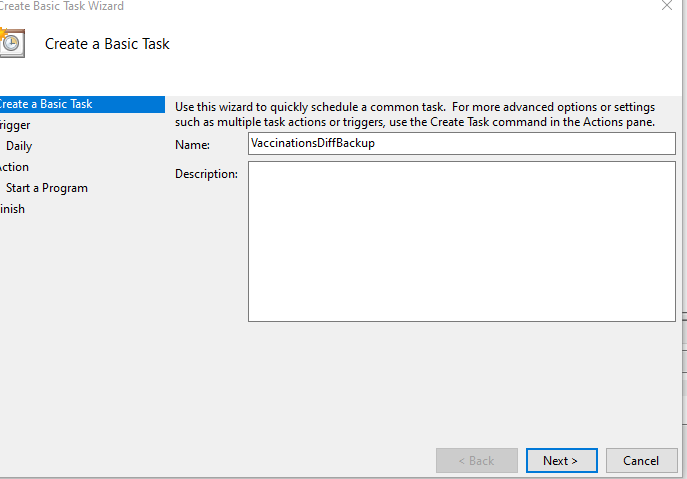 Create Basic Task Wizard
Create a Basic Task
Create a Basic Task
rigger
Daily
Action
Start a Program
inish
Use this wizard to quickly schedule a common task. For more advanced options or settings
such as multiple task actions or triggers, use the Create Task command in the Actions pane.
Name:
VaccinationsDiffBackup
Description:
< Back
Next >
Cancel